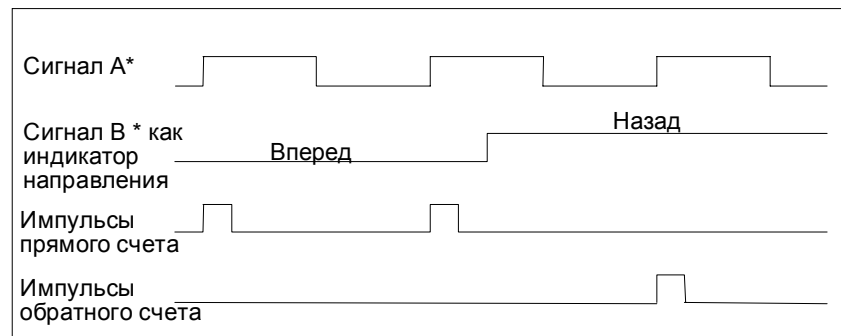 Сигнал А*
Сигнал В * как
индикатор
направления
Вперед
Назад
Импульсы
прямого счета
Импульсы
обратного счета